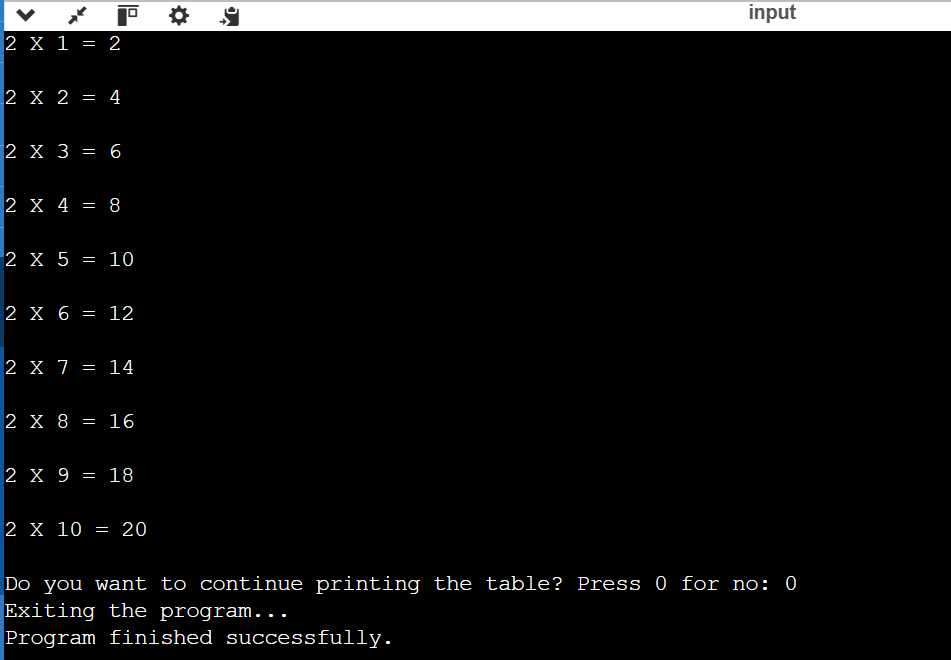 input
2 X 1 = 2
2 X 2 = 4
2 X 3 = 6
2 X 4 = 8
2 X 5 = 10
2 X 6 = 12
2 X 7 = 14
2 X 8 = 16
2 X 9 = 18
2 X 10 = 20
Do you want to continue printing the table? Press 0 for no: 0
Exiting the program...
Program finished successfully.